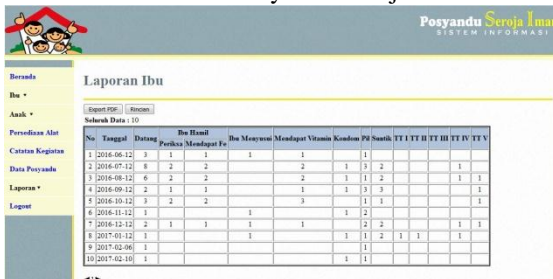 Posyandu Seroja Iman
SISTEM INFORMASI
Beranda
Ibu
Anak
Persediaan Alat
Catatan Kegiatan
Data Posyandu
Laporan
Logout
Laporan Ibu
Export PDF Rincian
Seluruh Data : 10
No Tanggal Datang Ibu Hamil Ibu Menyusui Mendapat Vitamin Kondom Pil Suntik TT I TT II TT III TT IV TT V
Periksa Mendapat Fe
1 2016-06-12 3 1 1 1 1 1
2 2016-07-12 8 2 2 2 1 3 2 1
3 2016-08-12 6 2 2 2 1 1 2 1 1
4 2016-09-12 2 1 1 1 1 3 3 1
5 2016-10-12 3 2 2 3 1 1 1
6 2016-11-12 1 1 1 2
7 2016-12-12 2 1 1 1 1 2 2 1 1
8 2017-01-12 1 1 1 1 2 1 1 1
9 2017-02-06 1 1
10 2017-02-10 1 1 1